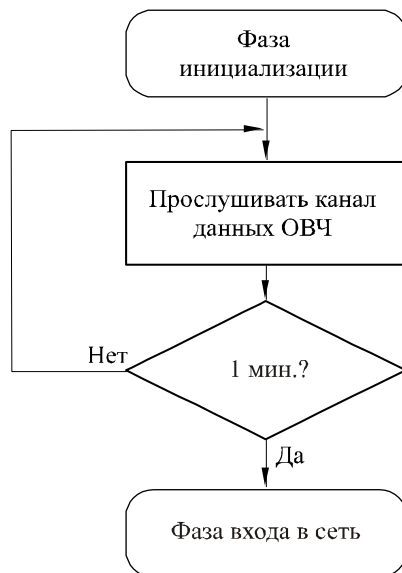 Фаза
инициализации
Прослушивать канал
данных ОВЧ
1 мин.?
Нет
Да
Фаза входа в сеть